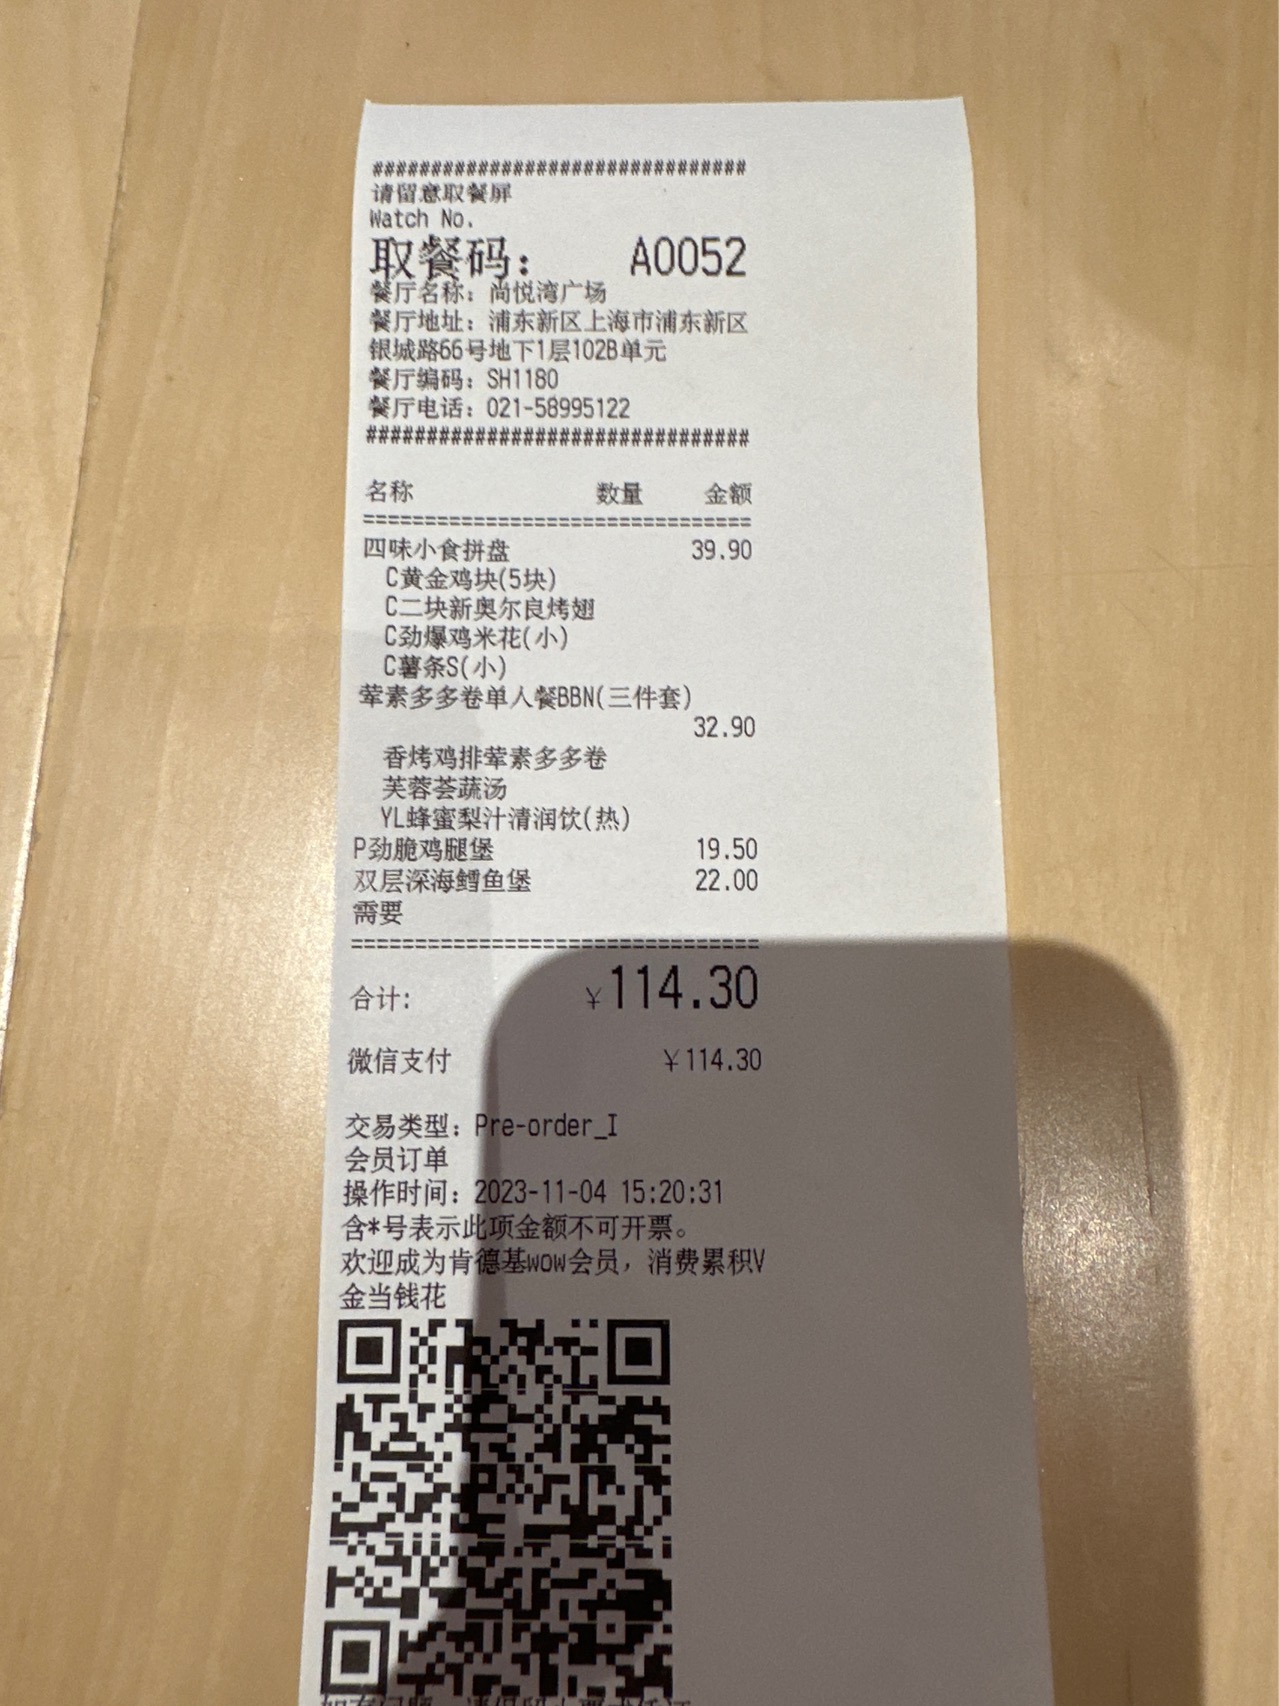 ################################
请留意取餐屏
Watch No.
取餐码： A0052
餐厅名称：尚悦湾广场
餐厅地址：浦东新区上海市浦东新区
银城路66号地下1层102B单元
餐厅编码：SH1180
餐厅电话：021-58995122
################################
名称 数量 金额
================================
四味小食拼盘 39.90
C黄金鸡块(5块)
C二块新奥尔良烤翅
C劲爆鸡米花(小)
C薯条S(小)
荤素多多卷单人餐BBN(三件套)
32.90
香烤鸡排荤素多多卷
芙蓉荟蔬汤
YL蜂蜜梨汁清润饮(热)
P劲脆鸡腿堡 19.50
双层深海鳕鱼堡 22.00
需要
================================
合计: ￥114.30
微信支付 ￥114.30
交易类型：Pre-order_I
会员订单
操作时间：2023-11-04 15:20:31
含*号表示此项金额不可开票。
欢迎成为肯德基wow会员，消费累积V
金当钱花